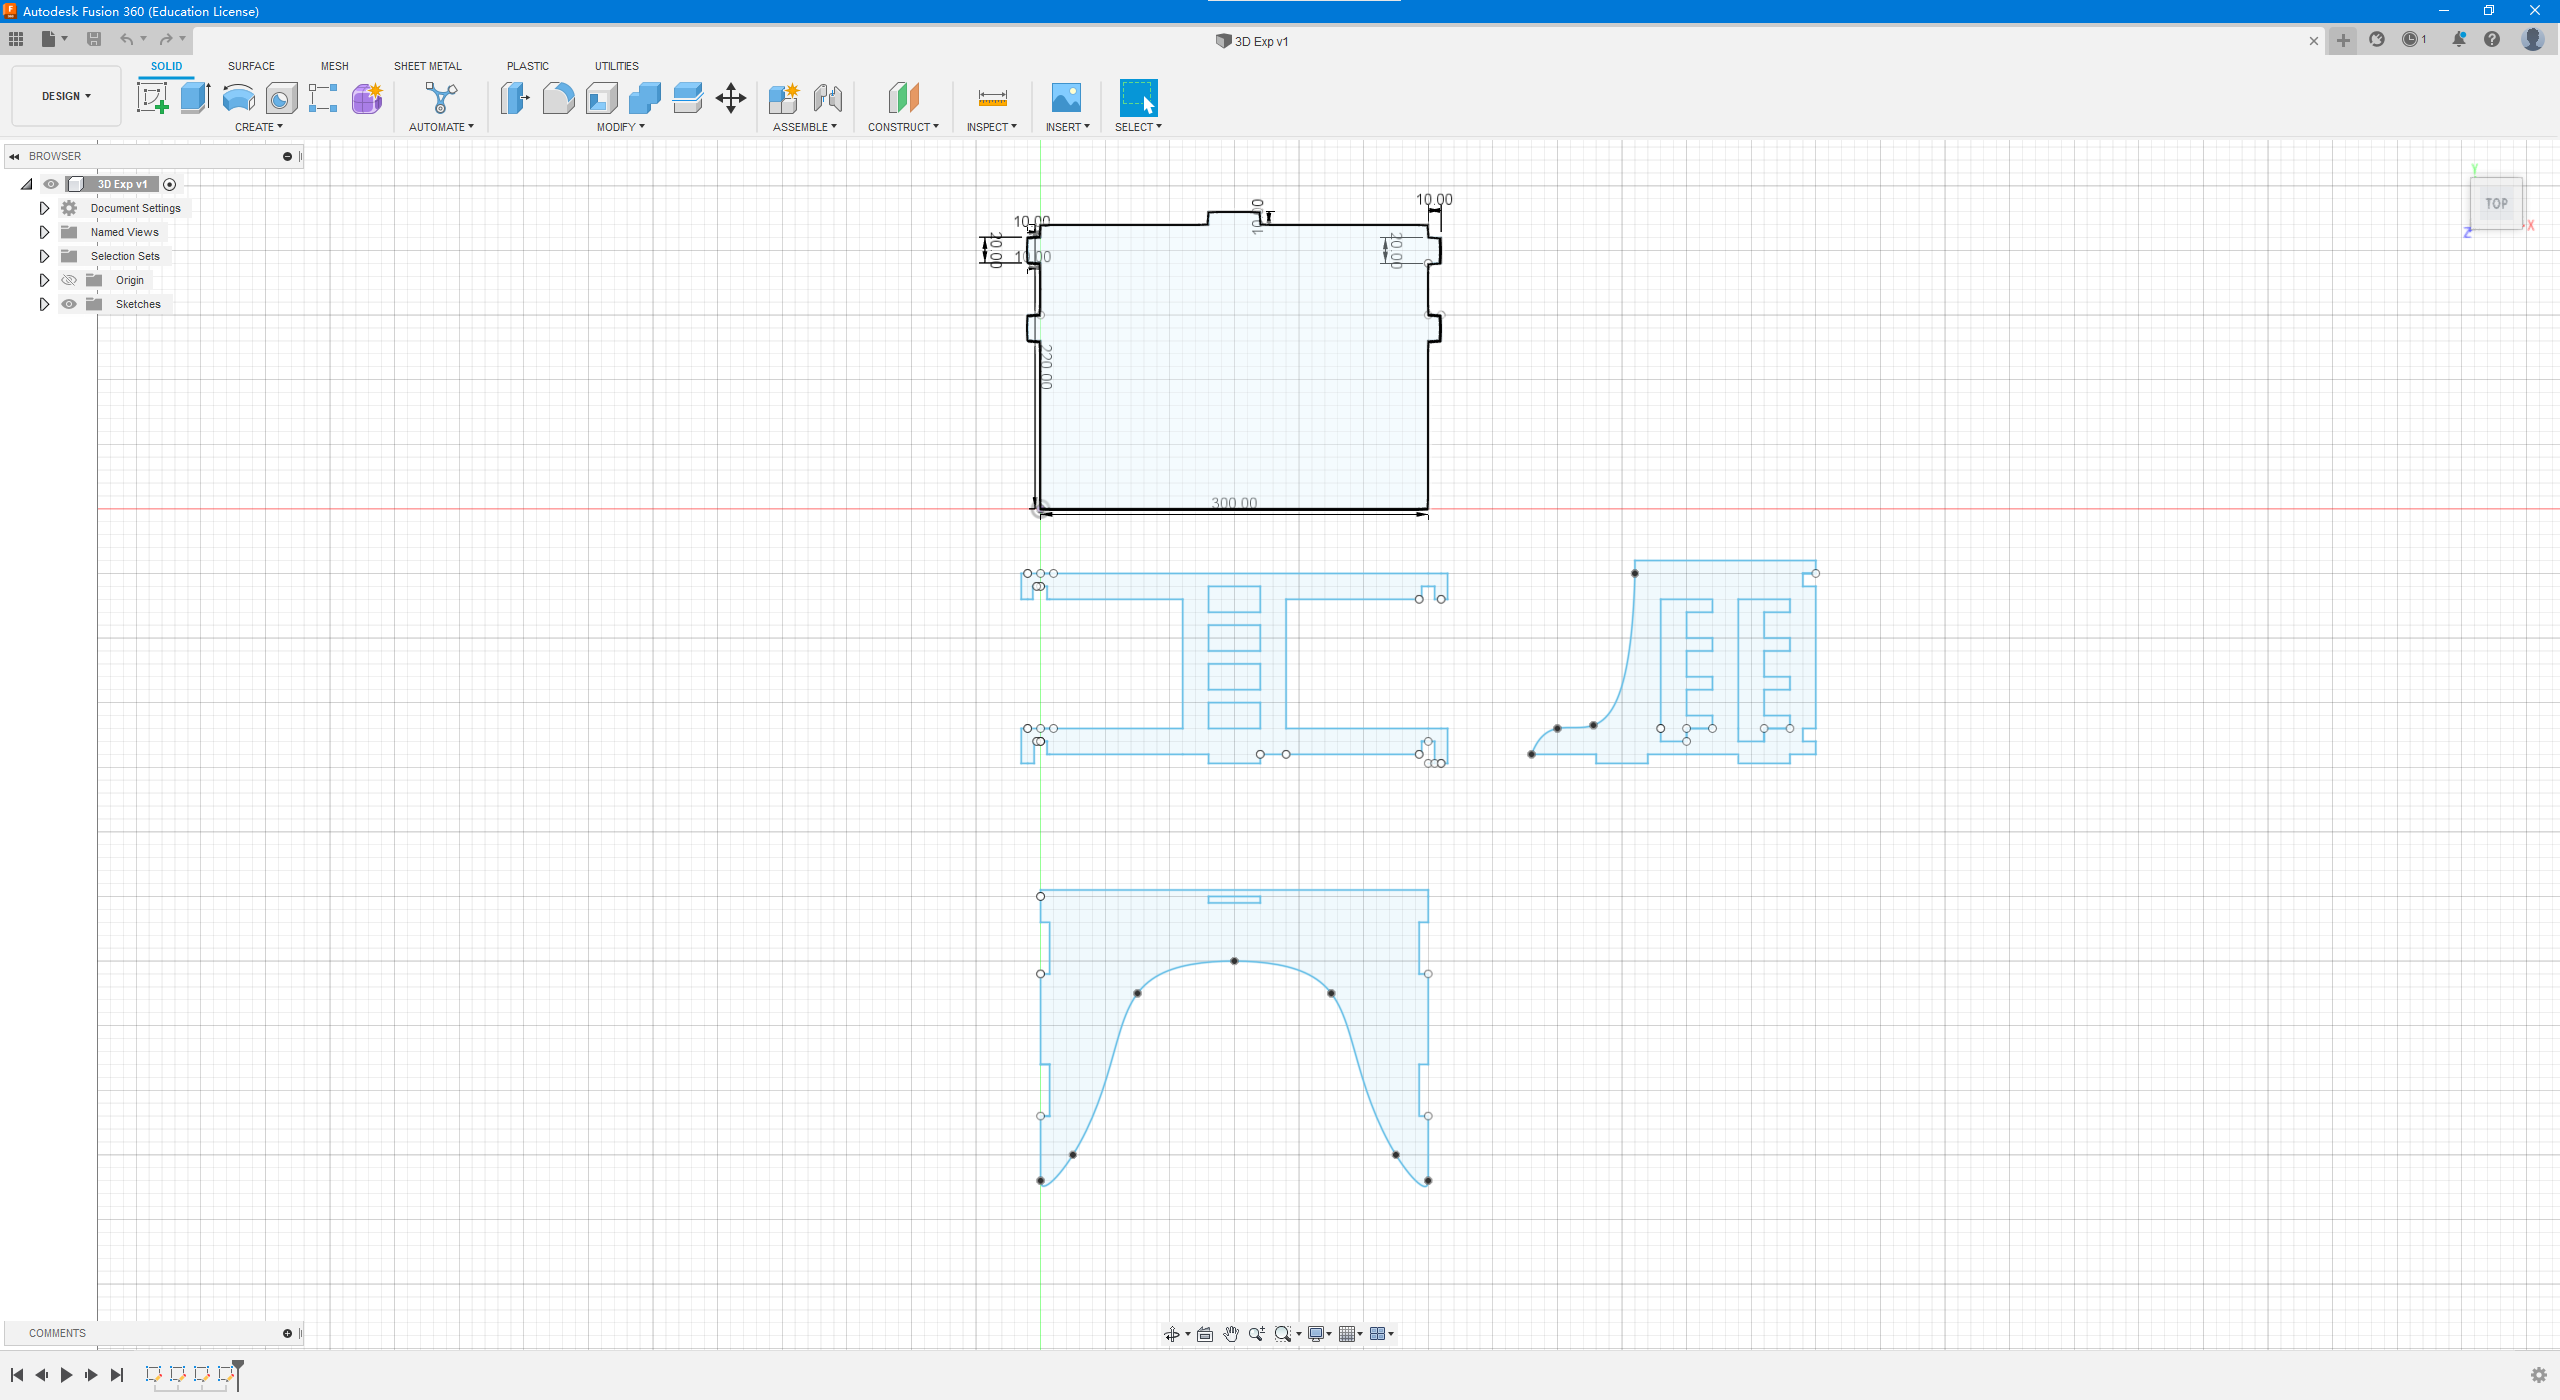 Autodesk Fusion 360 (Education License)
3D Exp v1
1
DESIGN
SOLID
SURFACE
MESH
SHEET METAL
PLASTIC
UTILITIES
CREATE
AUTOMATE
MODIFY
ASSEMBLE
CONSTRUCT
INSPECT
INSERT
SELECT
BROWSER
3D Exp v1
Document Settings
Named Views
Selection Sets
Origin
Sketches
10.00
10.00
10.00
20.00
10.00
20.00
220.00
300.00
Y
TOP
X
Z
COMMENTS